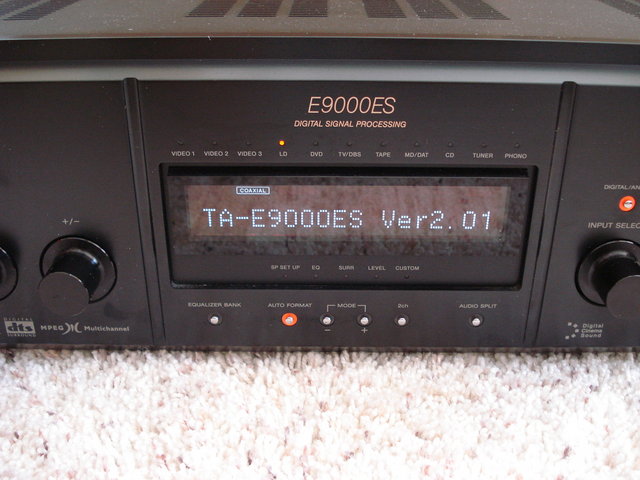 E9000ES
DIGITAL SIGNAL PROCESSING
VIDEO 1 VIDEO 2 VIDEO 3 LD DVD TV/DBS TAPE MD/DAT CD TUNER PHONO
DIGITAL/AN
COAXIAL
TA-E9000ES Ver2.01
+/−
INPUT SELEC
SP SET UP EQ SURR LEVEL CUSTOM
EQUALIZER BANK AUTO FORMAT MODE 2ch AUDIO SPLIT
− +
DIGITAL
dts
SURROUND
MPEG Multichannel
Digital
Cinema
Sound